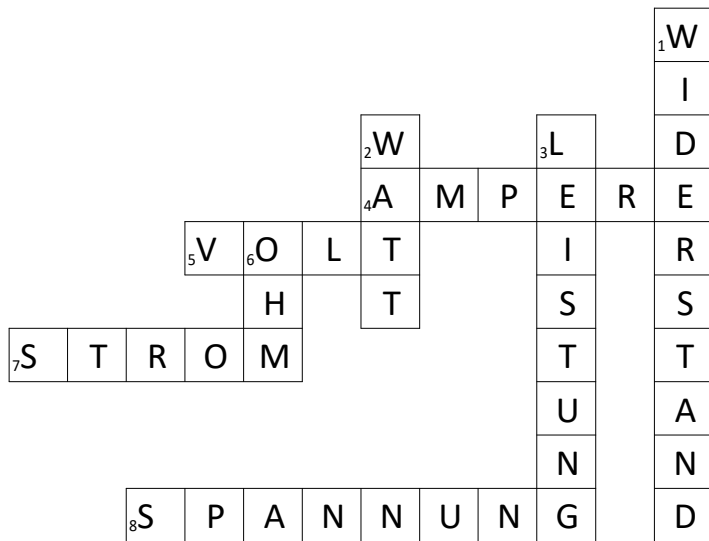 1W
I
2W 3L D
4A M P E R E
5V 6O L T I R
H T S S
7S T R O M T T
U A
N N
8S P A N N U N G D